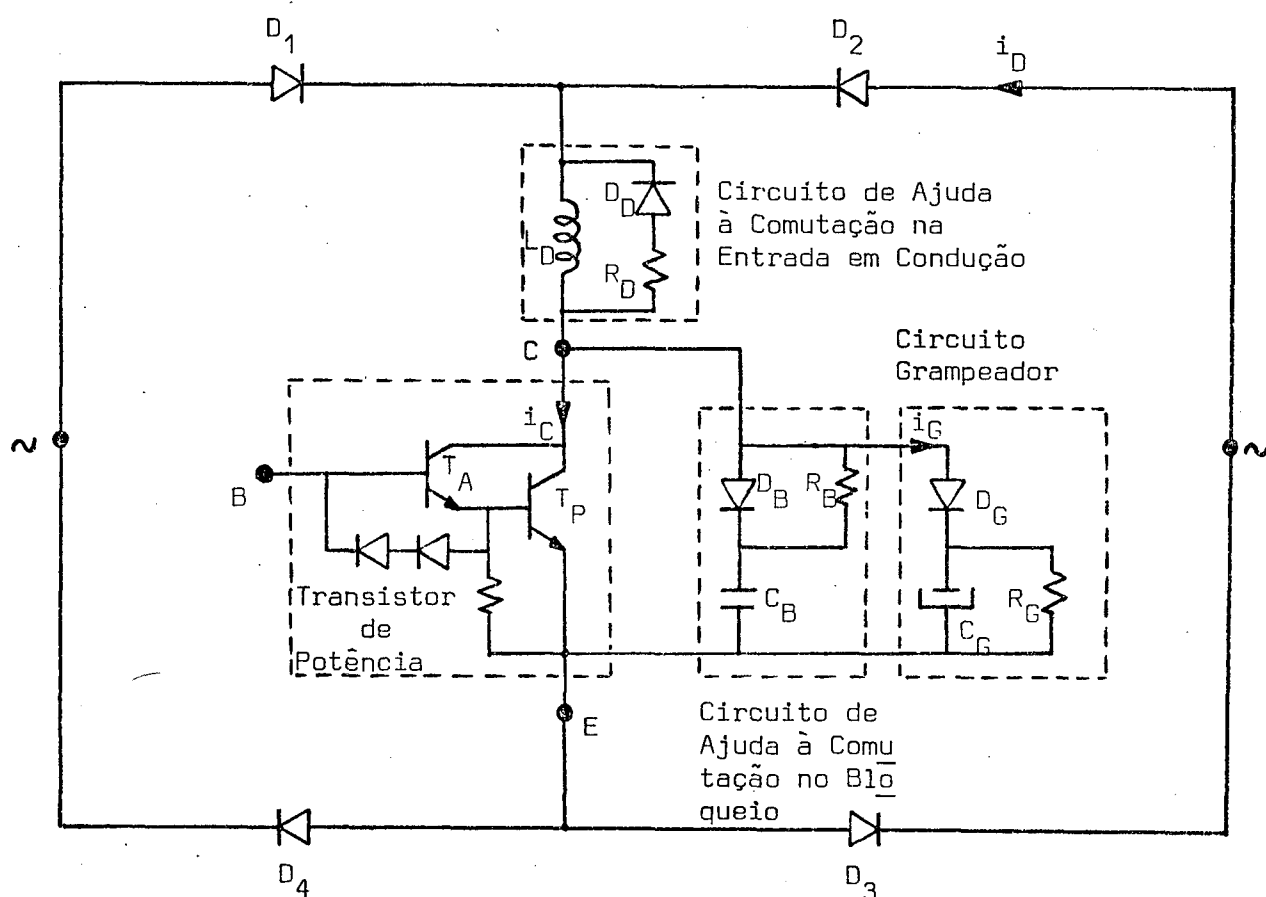 D1
D2
iD
Circuito de Ajuda
à Comutação na
Entrada em Condução
DD
LD
RD
C
Circuito
Grampeador
iC
iG
~
~
TA
TP
DB
RB
DG
B
Transistor
de
Potência
CB
CG
RG
E
Circuito de
Ajuda à Comu
tação no Blo
queio
D4
D3